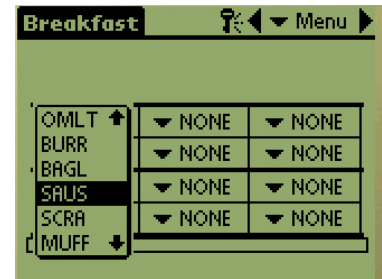 Breakfast Menu
OMLT NONE NONE
BURR NONE NONE
BAGL
SAUS NONE NONE
SCRA NONE NONE
MUFF